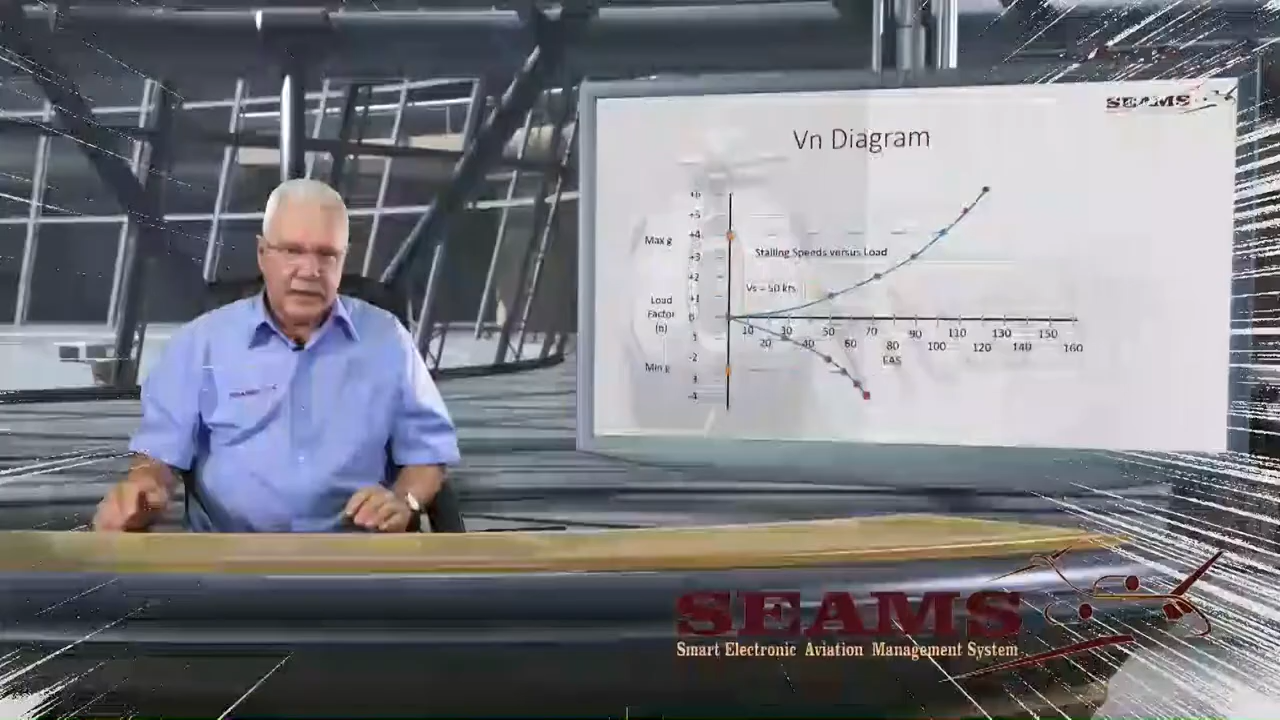 SEAMS
Vn Diagram
+6
+5
+4
Max g
+3
Stalling Speeds versus Load
+2
Vs = 50 kts
+1
Load
Factor
(n)
0
10 30 50 70 90 110 130 150
20 40 60 80 100 120 140 160
1
-2
EAS
Min g
3
-4
SEAMS
Smart Electronic Aviation Management System